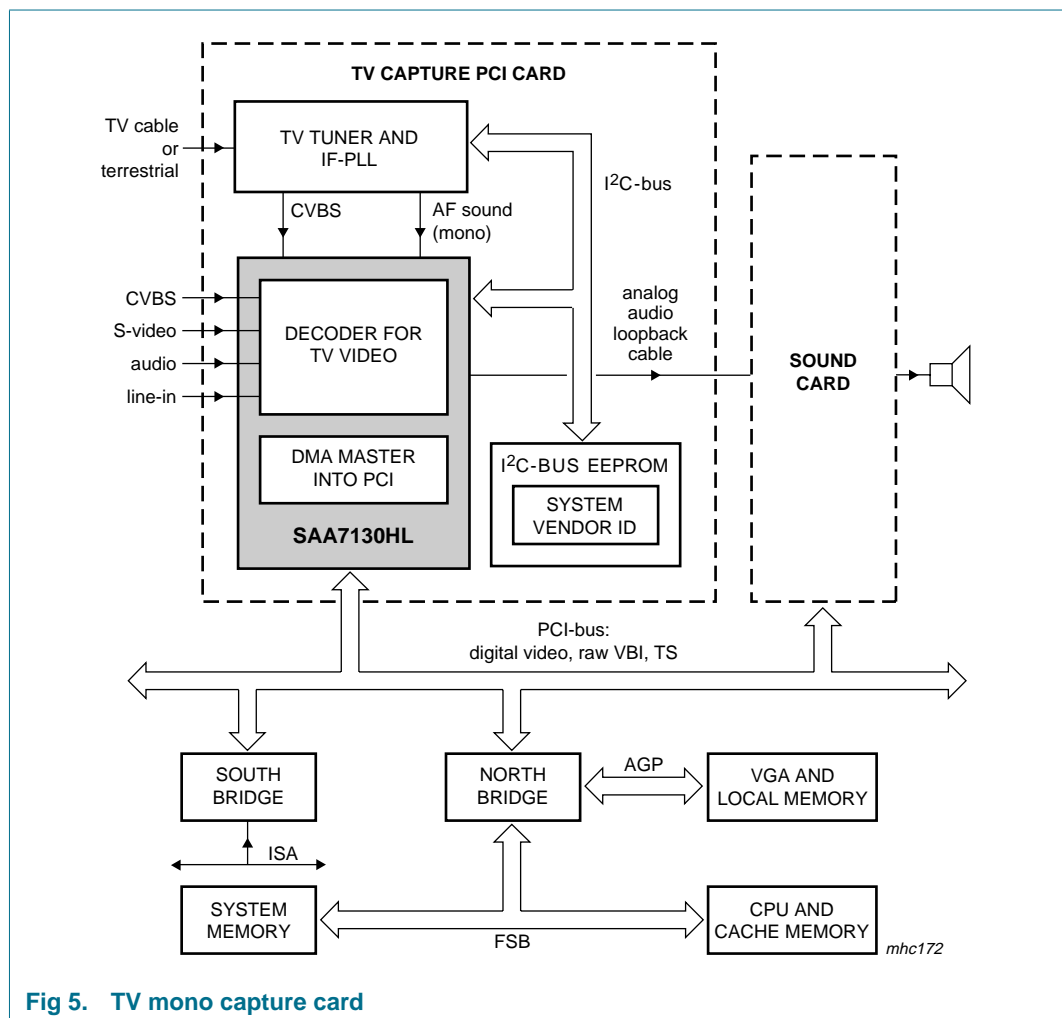 TV CAPTURE PCI CARD
TV cable
or
terrestrial
TV TUNER AND
IF-PLL
I2C-bus
CVBS
AF sound
(mono)
CVBS
S-video
audio
line-in
DECODER FOR
TV VIDEO
analog
audio
loopback
cable
SOUND
CARD
DMA MASTER
INTO PCI
SAA7130HL
I2C-BUS EEPROM
SYSTEM
VENDOR ID
PCI-bus:
digital video, raw VBI, TS
SOUTH
BRIDGE
NORTH
BRIDGE
AGP
VGA AND
LOCAL MEMORY
ISA
SYSTEM
MEMORY
FSB
CPU AND
CACHE MEMORY
mhc172
Fig 5. TV mono capture card